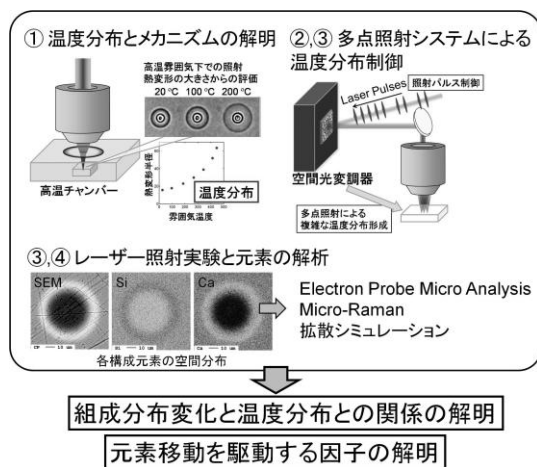 ① 温度分布とメカニズムの解明
高温雰囲気下での照射
熱変形の大きさからの評価
20 ℃ 100 ℃ 200 ℃
高温チャンバー
熱変形半径
温度分布
雰囲気温度
②,③ 多点照射システムによる
温度分布制御
Laser Pulses
照射パルス制御
空間光変調器
多点照射による
複雑な温度分布形成
③,④ レーザー照射実験と元素の解析
SEM
Si
Ca
各構成元素の空間分布
Electron Probe Micro Analysis
Micro-Raman
拡散シミュレーション
組成分布変化と温度分布との関係の解明
元素移動を駆動する因子の解明